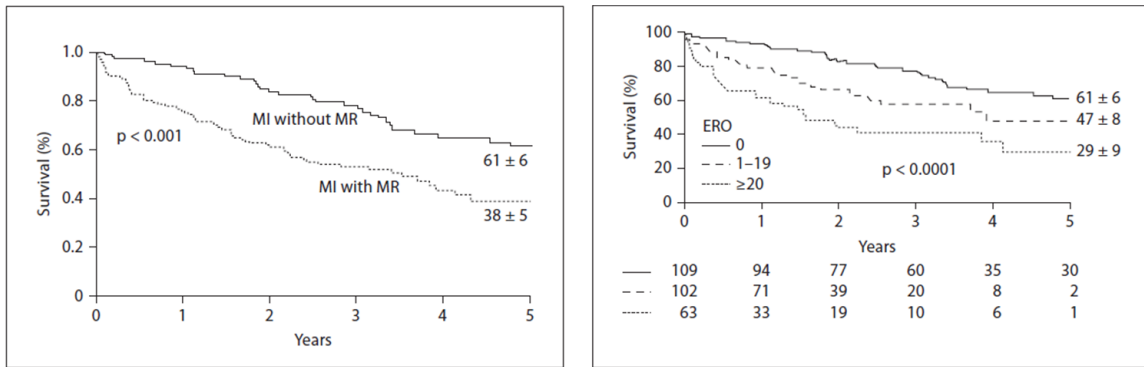 1.0
0.8
0.6
0.4
0.2
0
Survival (%)
p < 0.001
MI without MR
61 ± 6
MI with MR
38 ± 5
0 1 2 3 4 5
Years
100
80
60
40
20
0
Survival (%)
ERO
0
1–19
≥20
p < 0.0001
61 ± 6
47 ± 8
29 ± 9
0 1 2 3 4 5
Years
109 94 77 60 35 30
102 71 39 20 8 2
63 33 19 10 6 1